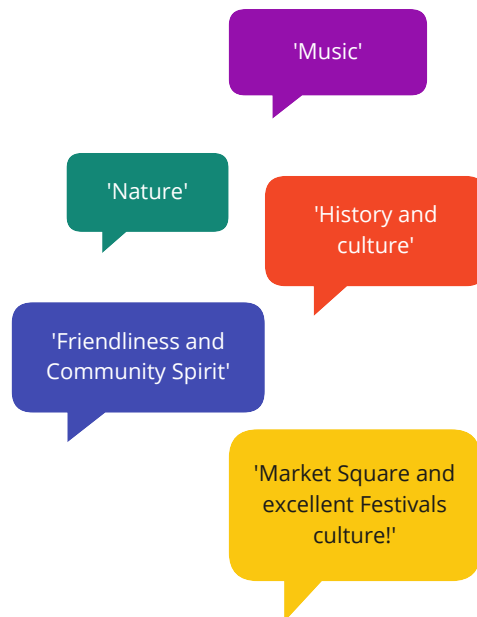 'Music'
'Nature'
'History and
culture'
'Friendliness and
Community Spirit'
'Market Square and
excellent Festivals
culture!'